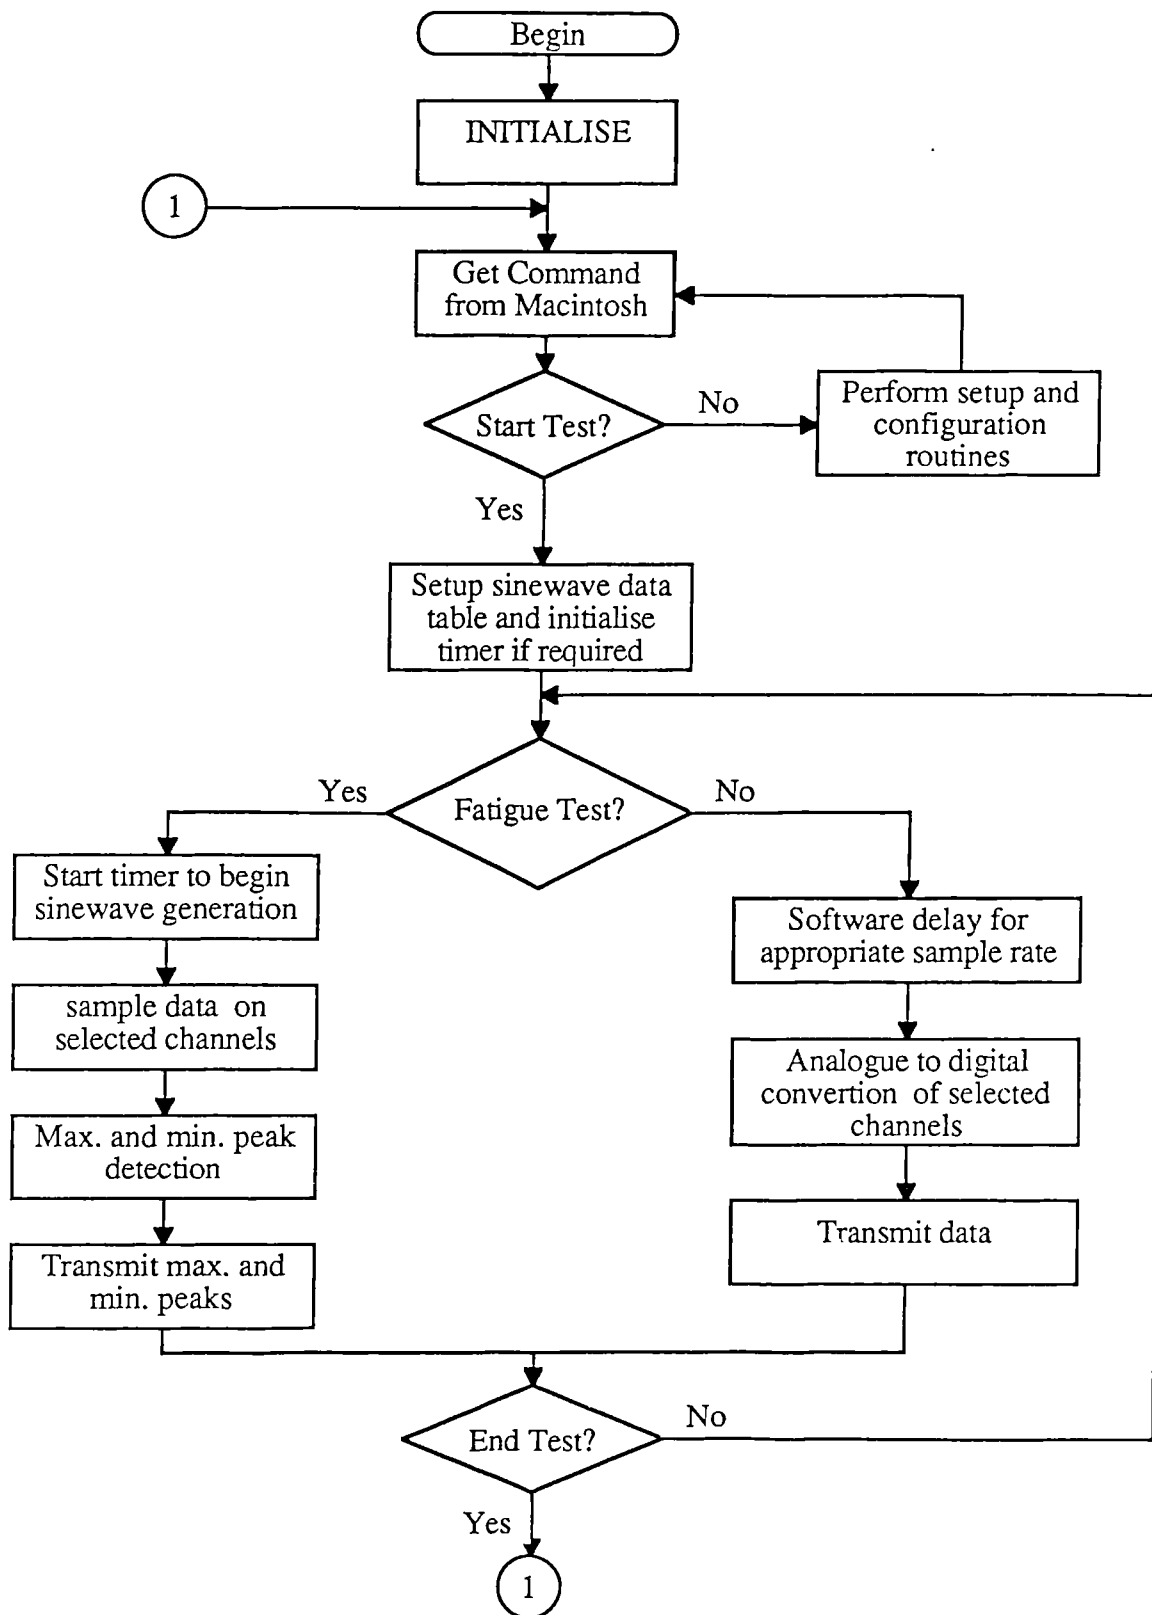 Begin
INITIALISE
1
Get Command
from Macintosh
Start Test?
No
Perform setup and
configuration
routines
Yes
Setup sinewave data
table and initialise
timer if required
Fatigue Test?
Yes
No
Start timer to begin
sinewave generation
sample data on
selected channels
Max. and min. peak
detection
Transmit max. and
min. peaks
Software delay for
appropriate sample rate
Analogue to digital
convertion of selected
channels
Transmit data
End Test?
No
Yes
1